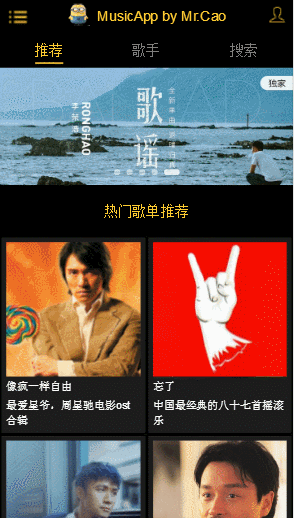 MusicApp by Mr.Cao
推荐 歌手 搜索
独家
歌谣
RONGHAO
李荣浩
热门歌单推荐
像疯一样自由
最爱星爷，周星驰电影ost
合辑
忘了
中国最经典的八十七首摇滚
乐